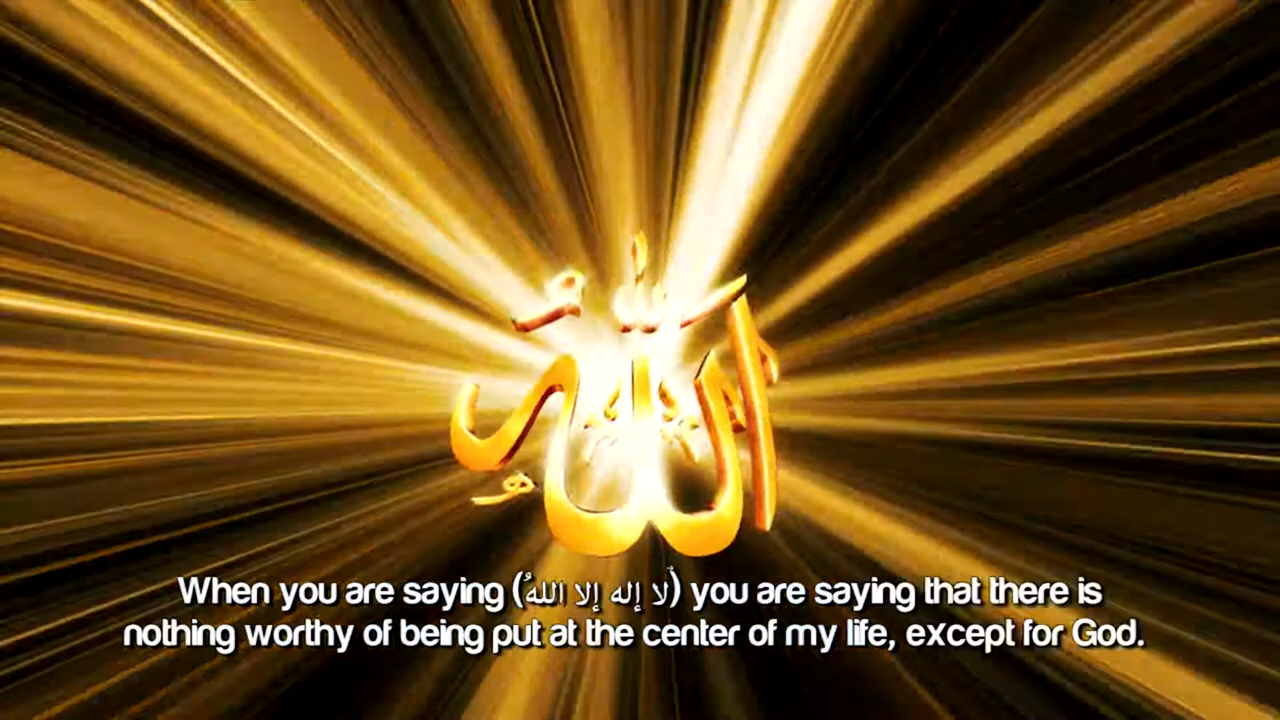 الله
When you are saying (لا إله إلا اللهُ) you are saying that there is
nothing worthy of being put at the center of my life, except for God.